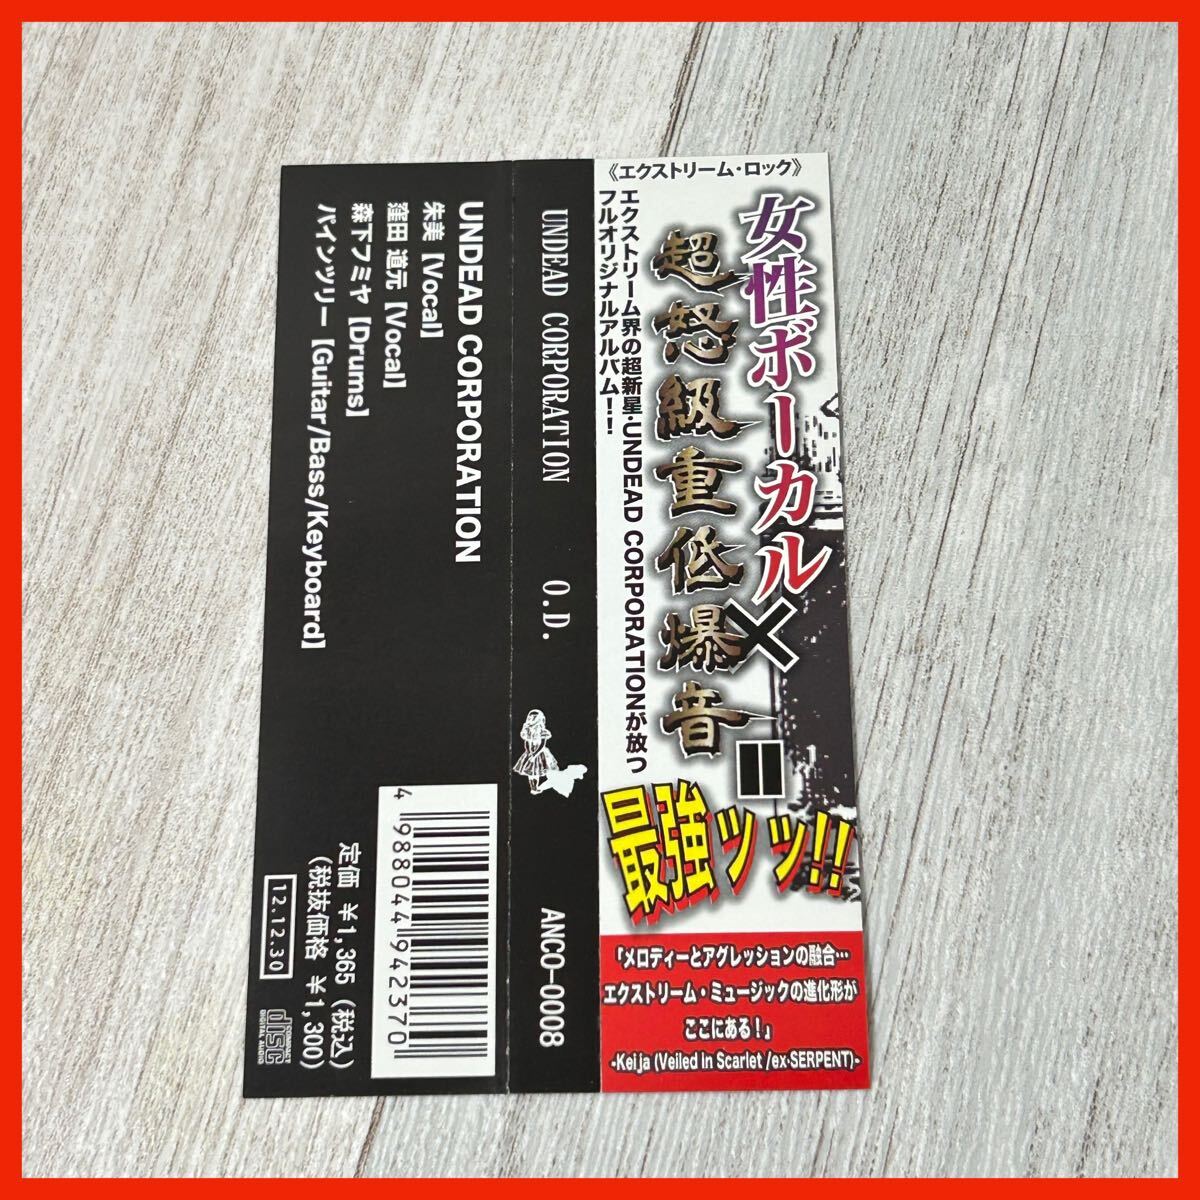 《エクストリーム・ロック》
女性ボーカル×
超怒級重低爆音
=
最強ッッ!!
エクストリーム界の超新星・UNDEAD CORPORATIONが放つ
フルオリジナルアルバム!!
「メロディーとアグレッションの融合…
エクストリーム・ミュージックの進化形が
ここにある!」
-Keija (Veiled in Scarlet /ex-SERPENT)-
UNDEAD CORPORATION O.D. ANCO-0008
UNDEAD CORPORATION
朱美【Vocal】
窪田 道元【Vocal】
森下フミヤ【Drums】
パインツリー【Guitar/Bass/Keyboard】
4 988044 942370
定価 ¥1,365 (税込)
(税抜価格 ¥1,300)
12.12.30
COMPACT
disc
DIGITAL AUDIO